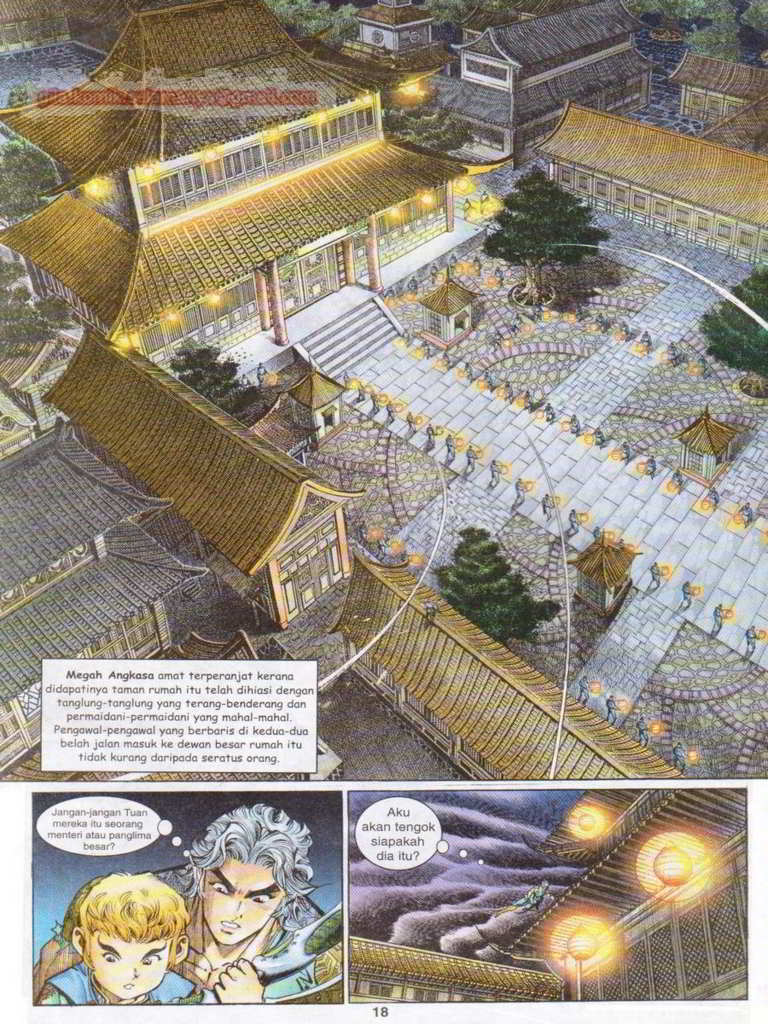 Megah Angkasa amat terperanjat kerana
didapatinya taman rumah itu telah dihiasi dengan
tanglung-tanglung yang terang-benderang dan
permaidani-permaidani yang mahal-mahal.
Pengawal-pengawal yang berbaris di kedua-dua
belah jalan masuk ke dewan besar rumah itu
tidak kurang daripada seratus orang.
Jangan-jangan Tuan
mereka itu seorang
menteri atau panglima
besar?
Aku
akan tengok
siapakah
dia itu?
18